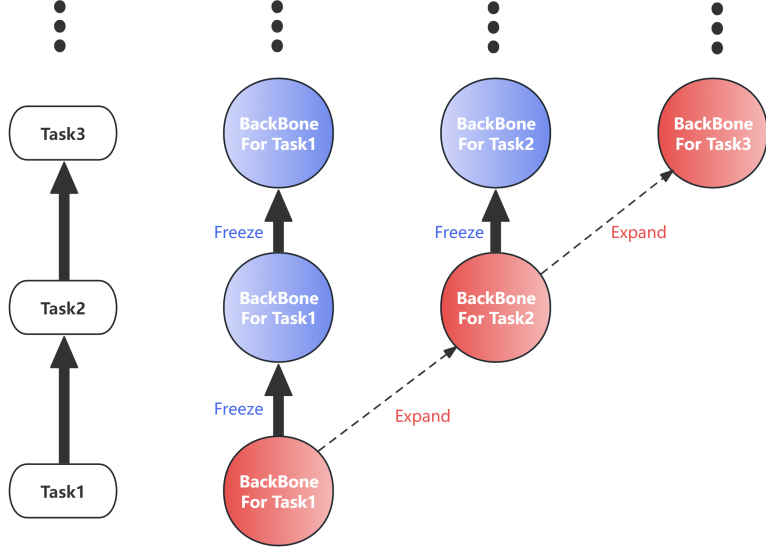 Task3
BackBone
For Task1
BackBone
For Task2
BackBone
For Task3
Freeze
Freeze
Expand
Task2
BackBone
For Task1
BackBone
For Task2
Freeze
Expand
Task1
BackBone
For Task1